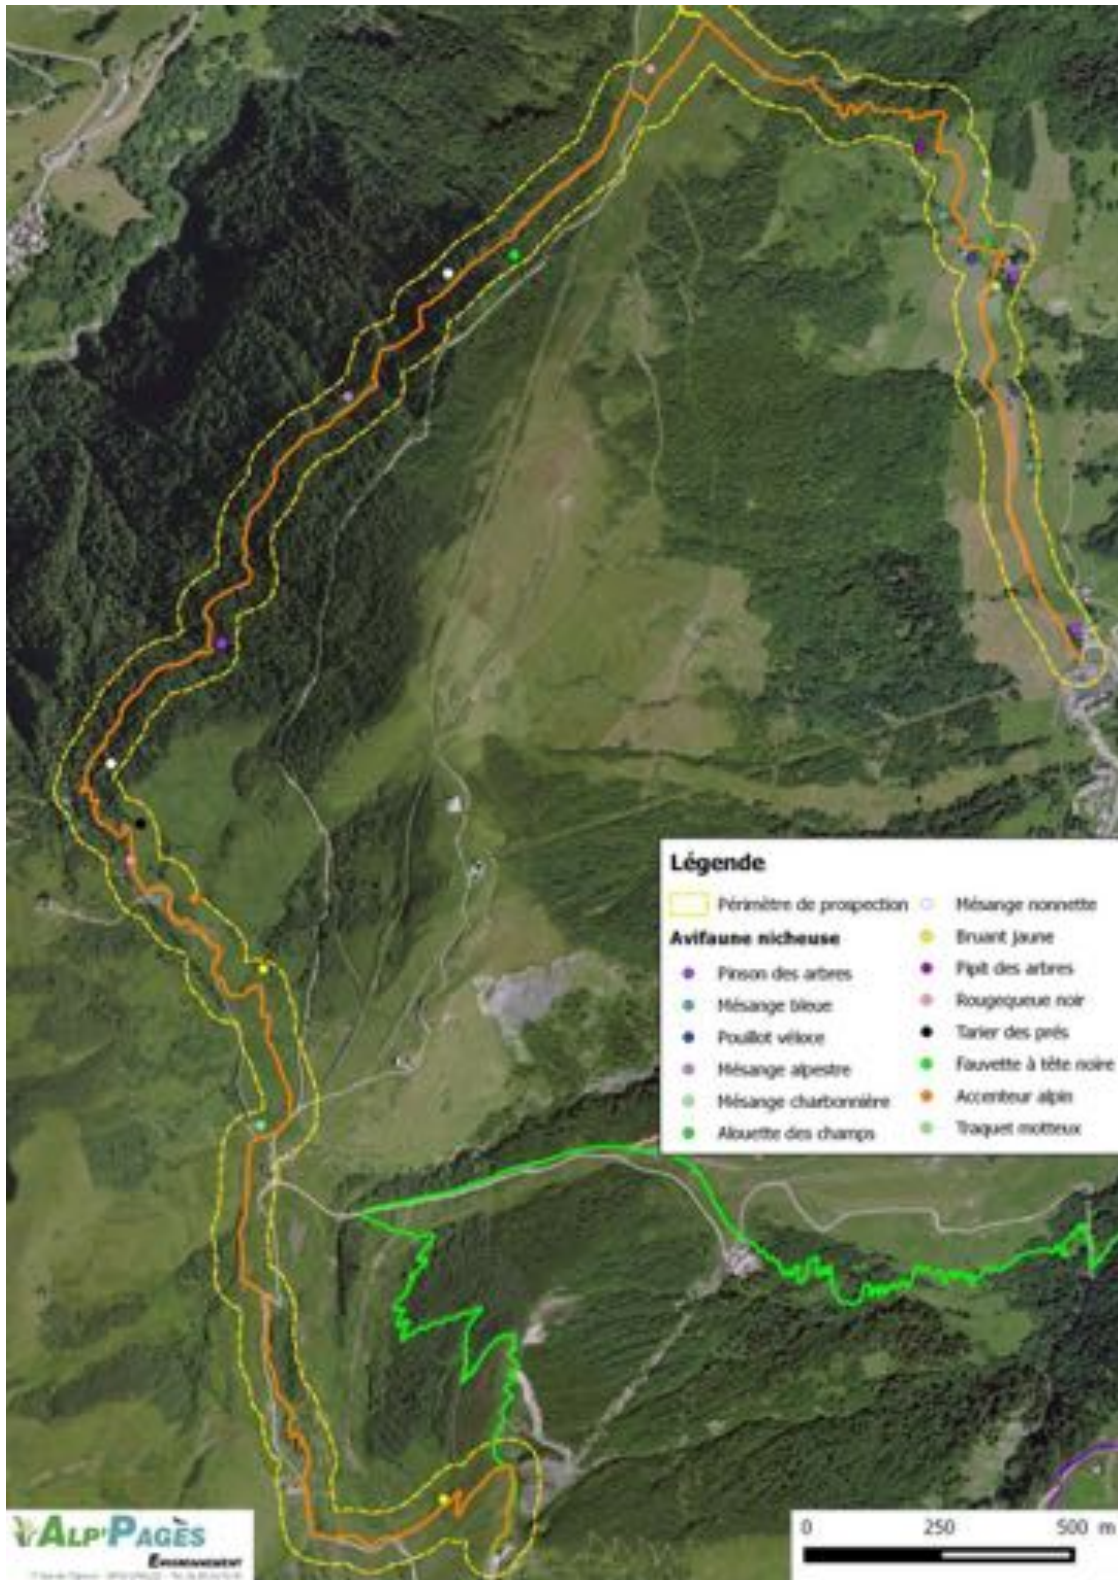 Légende
Périmètre de prospection
Avifaune nicheuse
Pinson des arbres
Mésange bleue
Pouillot véloce
Mésange alpestre
Mésange charbonnière
Alouette des champs
Mésange nonnette
Bruant jaune
Pipit des arbres
Rougequeue noir
Tarier des prés
Fauvette à tête noire
Accenteur alpin
Traquet motteux
ALP'PAGÈS
ENVIRONNEMENT
0 250 500 m